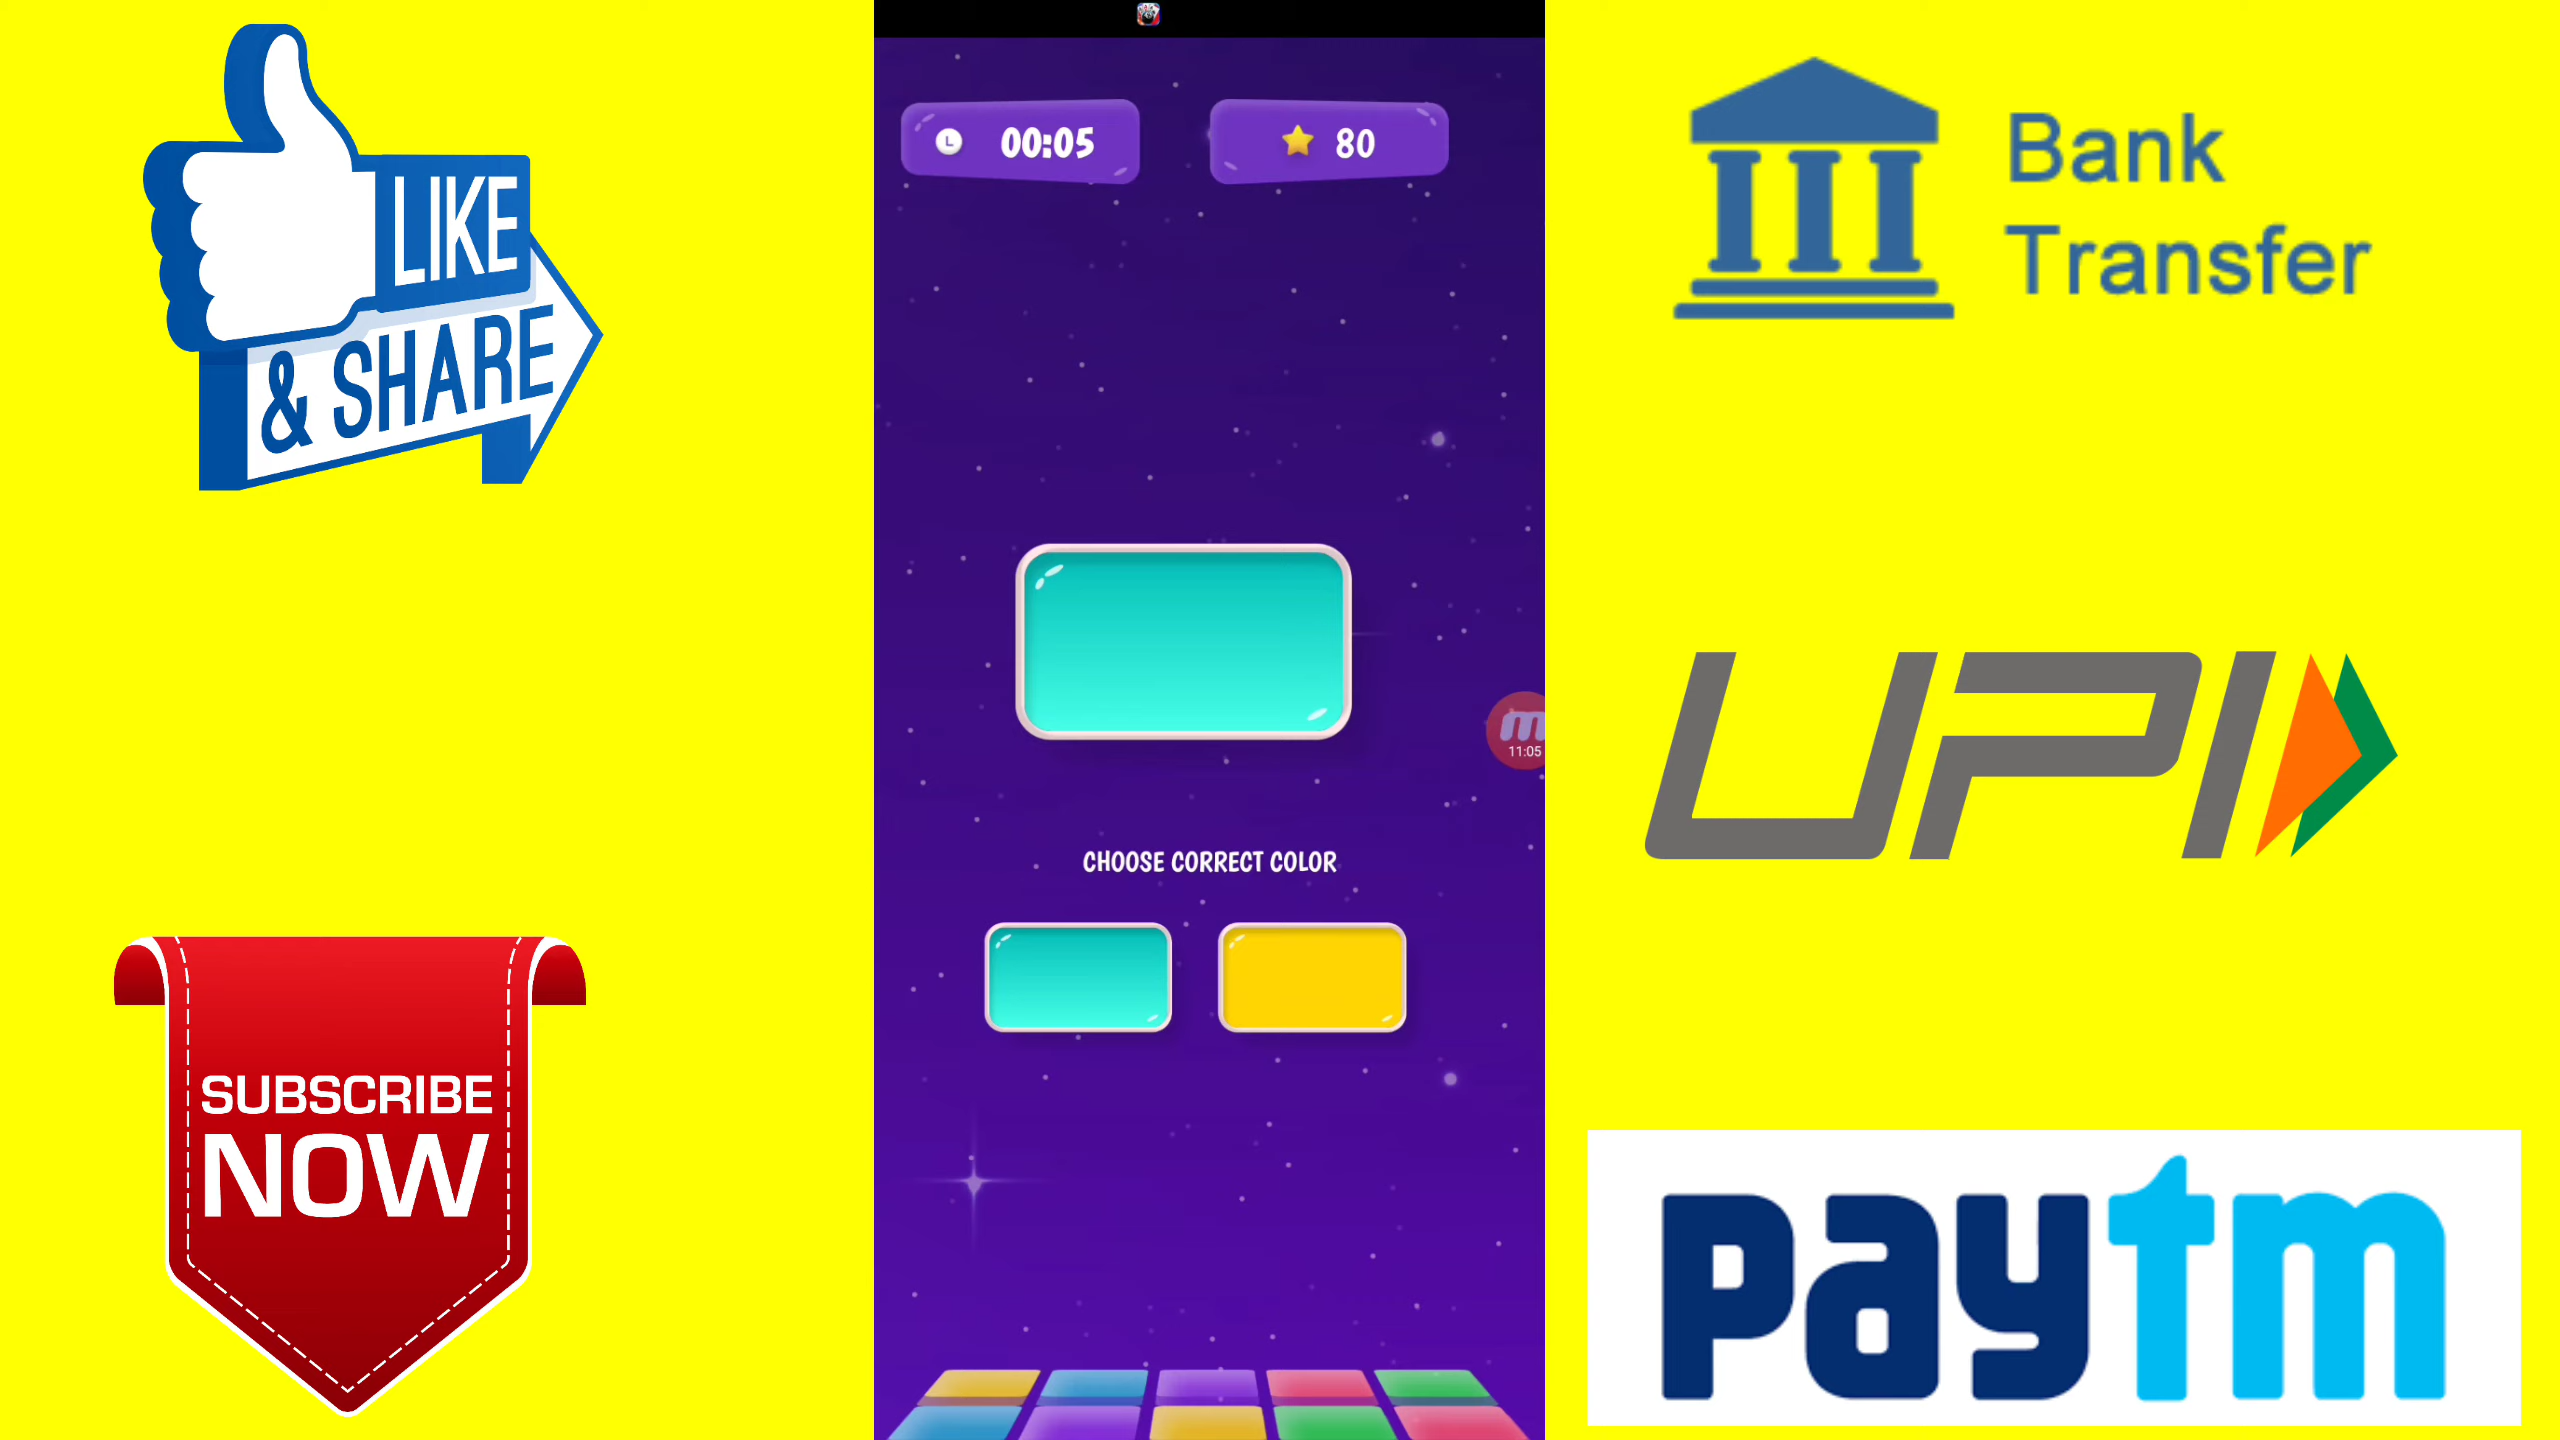 LIKE
& SHARE
SUBSCRIBE
NOW
00:05
80
CHOOSE CORRECT COLOR
m
11:05
Bank
Transfer
UPI
paytm